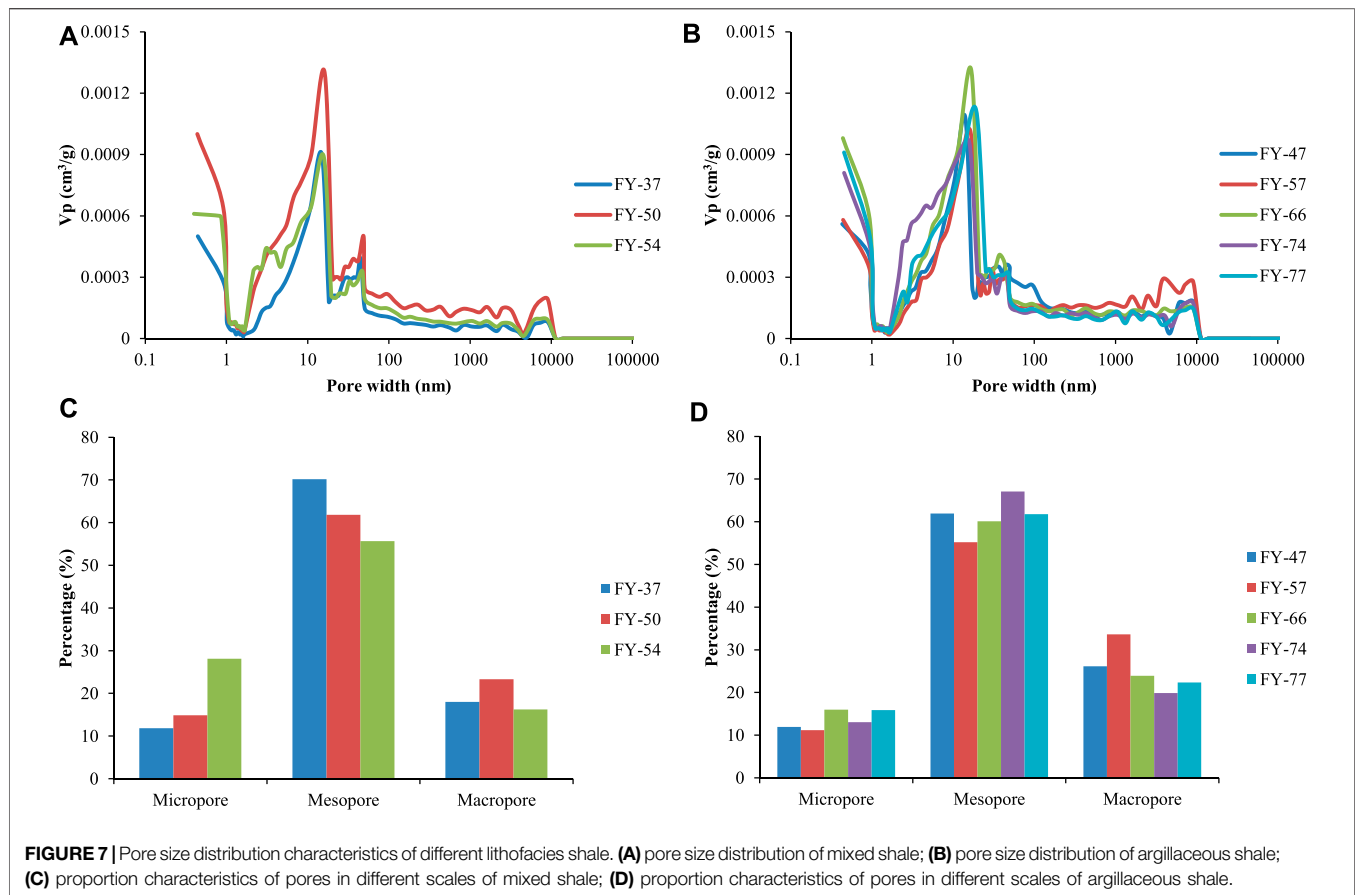 A
Vp (cm³/g)
0.0015
0.0012
0.0009
0.0006
0.0003
0
0.1 1 10 100 1000 10000 100000
Pore width (nm)
FY-37
FY-50
FY-54
B
Vp (cm³/g)
0.0015
0.0012
0.0009
0.0006
0.0003
0
0.1 1 10 100 1000 10000 100000
Pore width (nm)
FY-47
FY-57
FY-66
FY-74
FY-77
C
Percentage (%)
80
70
60
50
40
30
20
10
0
Micropore Mesopore Macropore
FY-37
FY-50
FY-54
D
Percentage (%)
80
70
60
50
40
30
20
10
0
Micropore Mesopore Macropore
FY-47
FY-57
FY-66
FY-74
FY-77
FIGURE 7 | Pore size distribution characteristics of different lithofacies shale. (A) pore size distribution of mixed shale; (B) pore size distribution of argillaceous shale;
(C) proportion characteristics of pores in different scales of mixed shale; (D) proportion characteristics of pores in different scales of argillaceous shale.